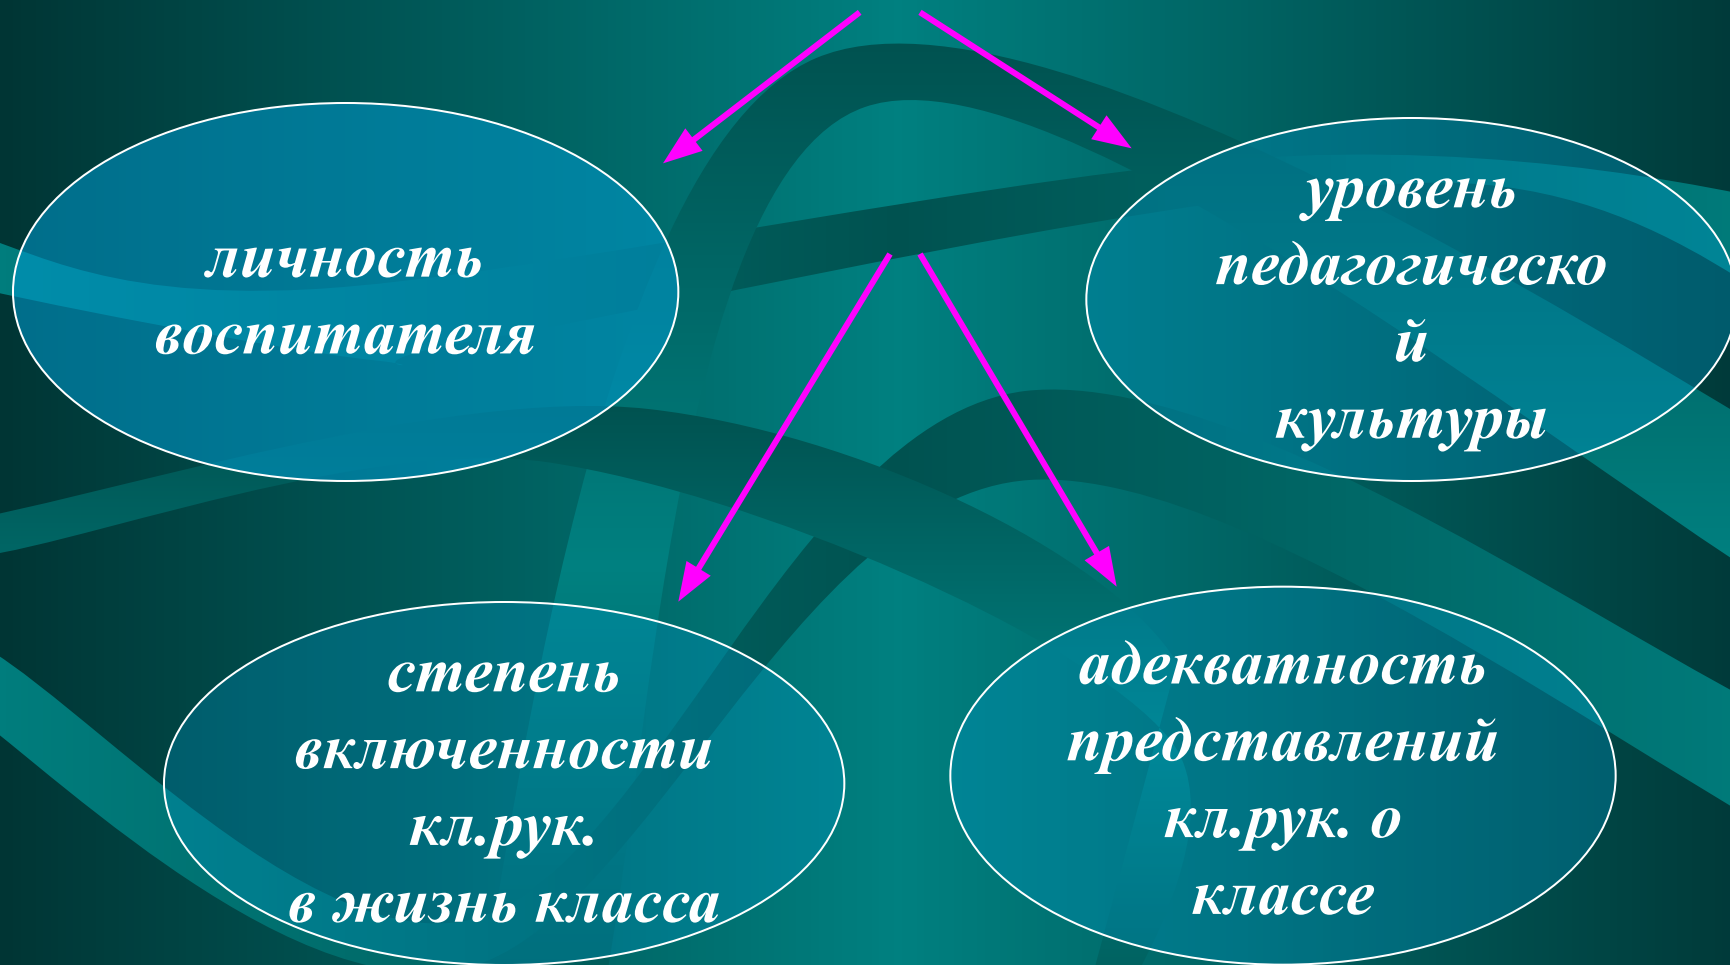 личность
воспитателя
уровень
педагогическо
й
культуры
степень
включенности
кл.рук.
в жизнь класса
адекватность
представлений
кл.рук. о
классе